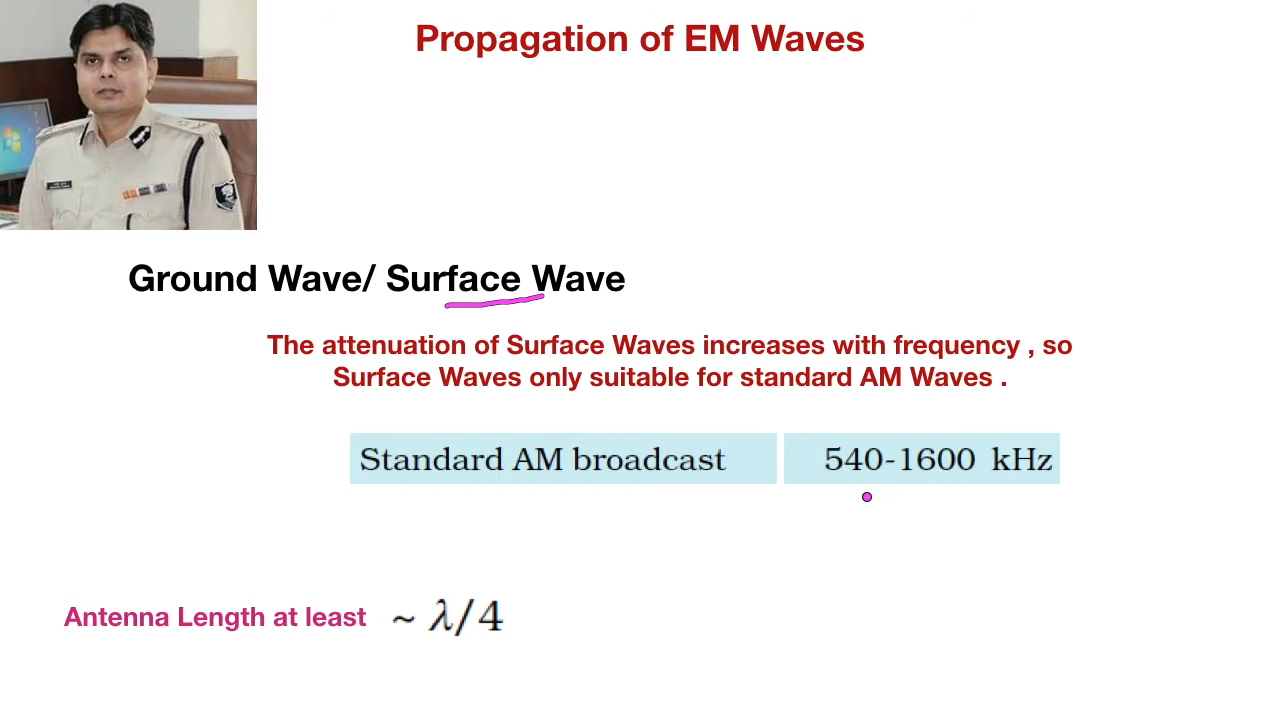 Propagation of EM Waves
Ground Wave/ Surface Wave
The attenuation of Surface Waves increases with frequency , so
Surface Waves only suitable for standard AM Waves .
Standard AM broadcast 540-1600 kHz
Antenna Length at least ~ λ/4